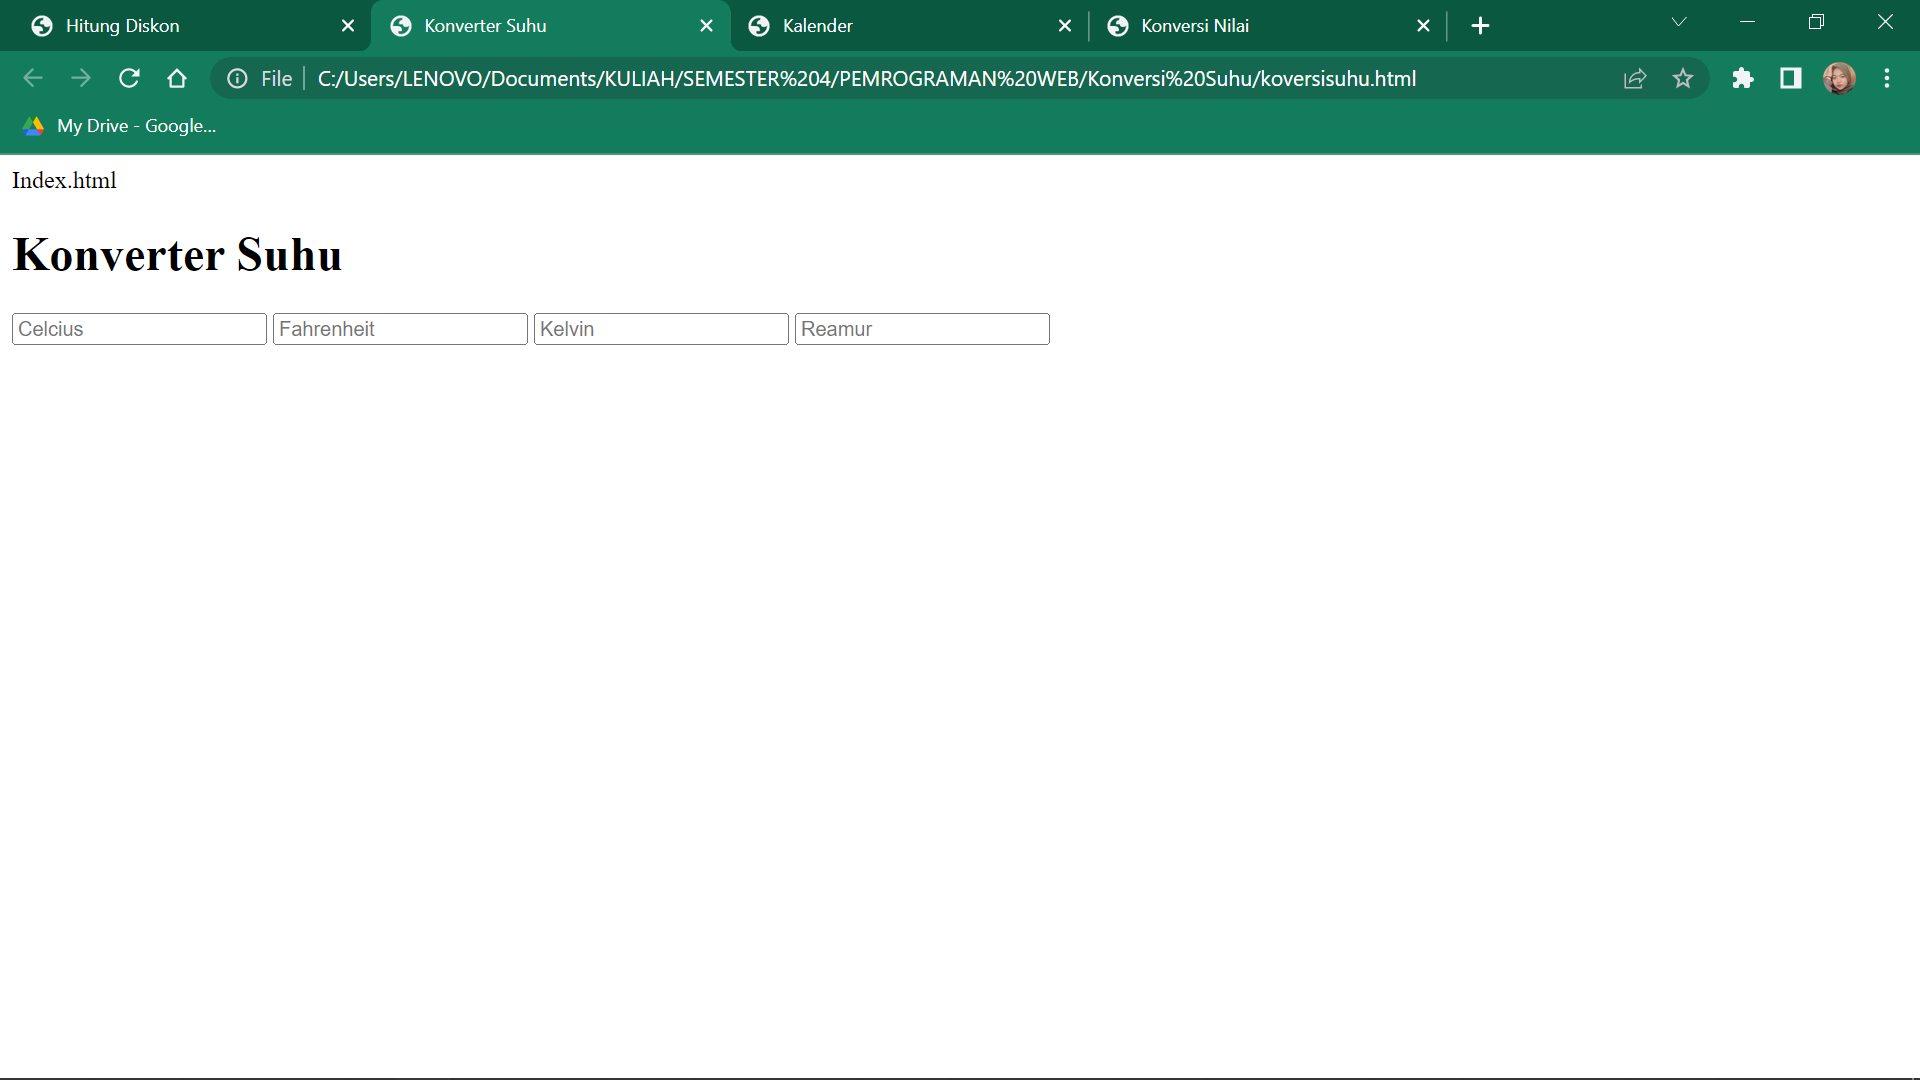 Hitung Diskon
Konverter Suhu
Kalender
Konversi Nilai
File
C:/Users/LENOVO/Documents/KULIAH/SEMESTER%204/PEMROGRAMAN%20WEB/Konversi%20Suhu/koversisuhu.html
My Drive - Google...
Index.html
Konverter Suhu
Celcius Fahrenheit Kelvin Reamur